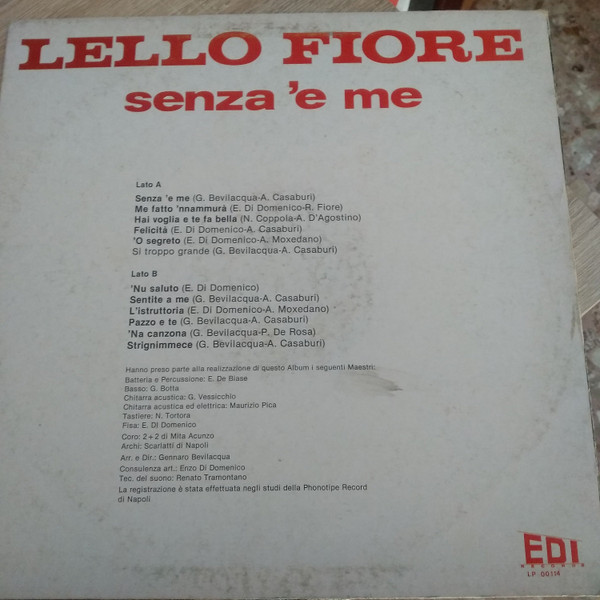 LELLO FIORE
senza 'e me
Lato A
Senza 'e me (G. Bevilacqua-A. Casaburi)
Me fatto 'nnammurà (E. Di Domenico-R. Fiore)
Hai voglia e te fa bella (N. Coppola-A. D'Agostino)
Felicità (E. Di Domenico-A. Casaburi)
'O segreto (E. Di Domenico-A. Moxedano)
Si troppo grande (G. Bevilacqua-A. Casaburi)
Lato B
'Nu saluto (E. Di Domenico)
Sentite a me (G. Bevilacqua-A. Casaburi)
L'istruttoria (E. Di Domenico-A. Moxedano)
Pazzo e te (G. Bevilacqua-A. Casaburi)
'Na canzona (G. Bevilacqua-P. De Rosa)
Strignimmece (G. Bevilacqua-A. Casaburi)
Hanno preso parte alla realizzazione di questo Album i seguenti Maestri:
Batteria e Percussione: E. De Biase
Basso: G. Botta
Chitarra acustica: G. Vessicchio
Chitarra acustica ed elettrica: Maurizio Pica
Tastiere: N. Tortora
Fisa: E. DI Domenico
Coro: 2+2 di Mita Acunzo
Archi: Scarlatti di Napoli
Arr. e Dir.: Gennaro Bevilacqua
Consulenza art.: Enzo Di Domenico
Tec. del suono: Renato Tramontano
La registrazione è stata effettuata negli studi della Phonotipe Record
di Napoli
EDI
RECORDS
LP 00114